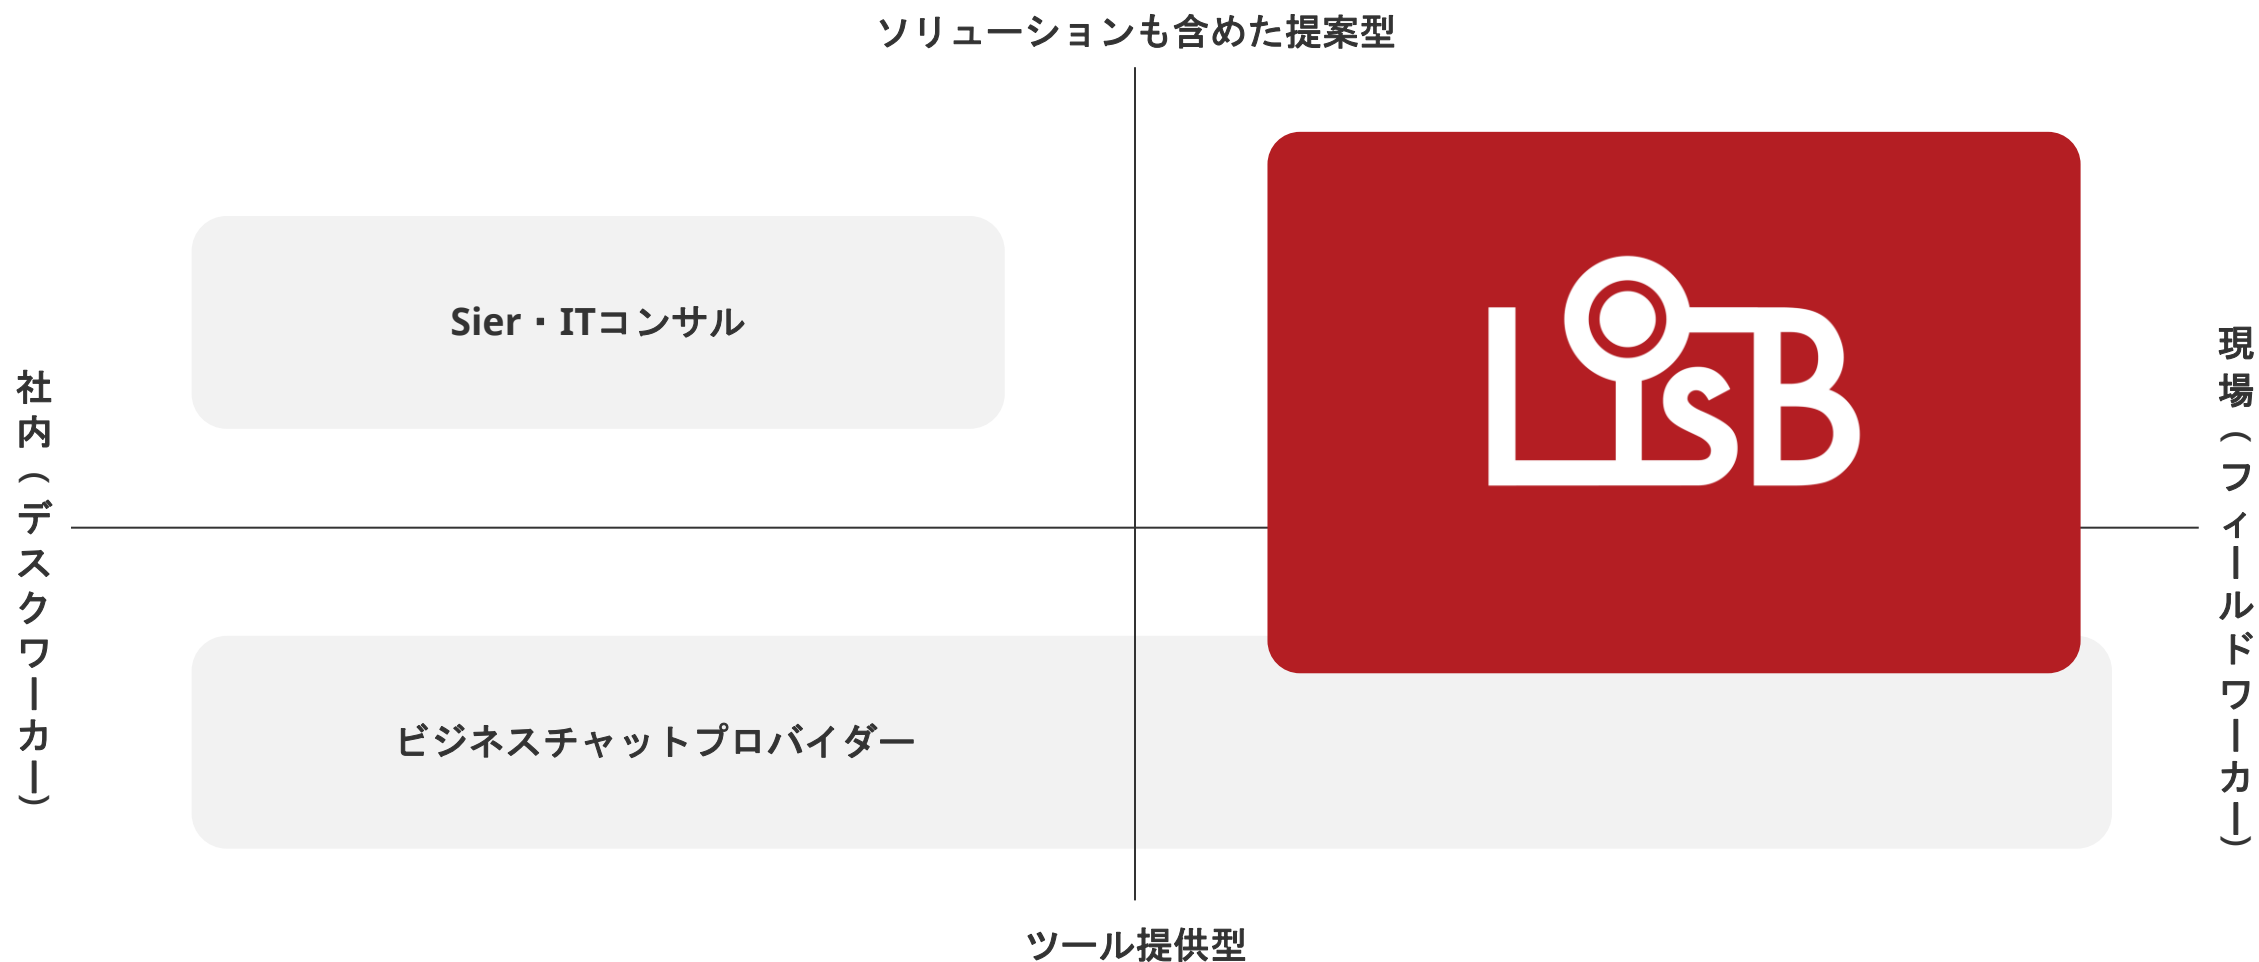 ソリューションも含めた提案型
Sier・ITコンサル
LisB
社内（デスクワーカー）
現場（フィールドワーカー）
ビジネスチャットプロバイダー
ツール提供型